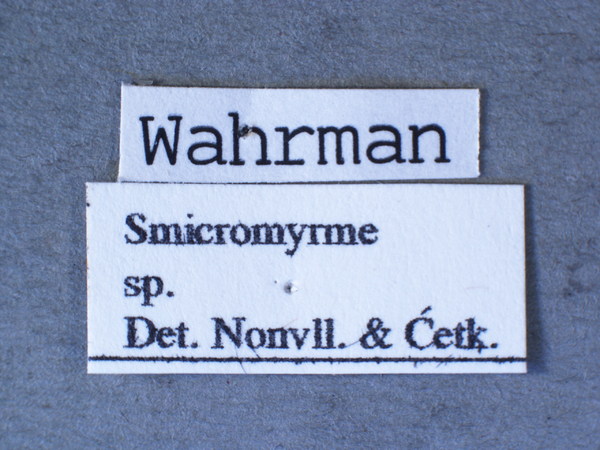 Wahrman
Smicromyrme
sp.
Det. Nonvll. & Ćetk.